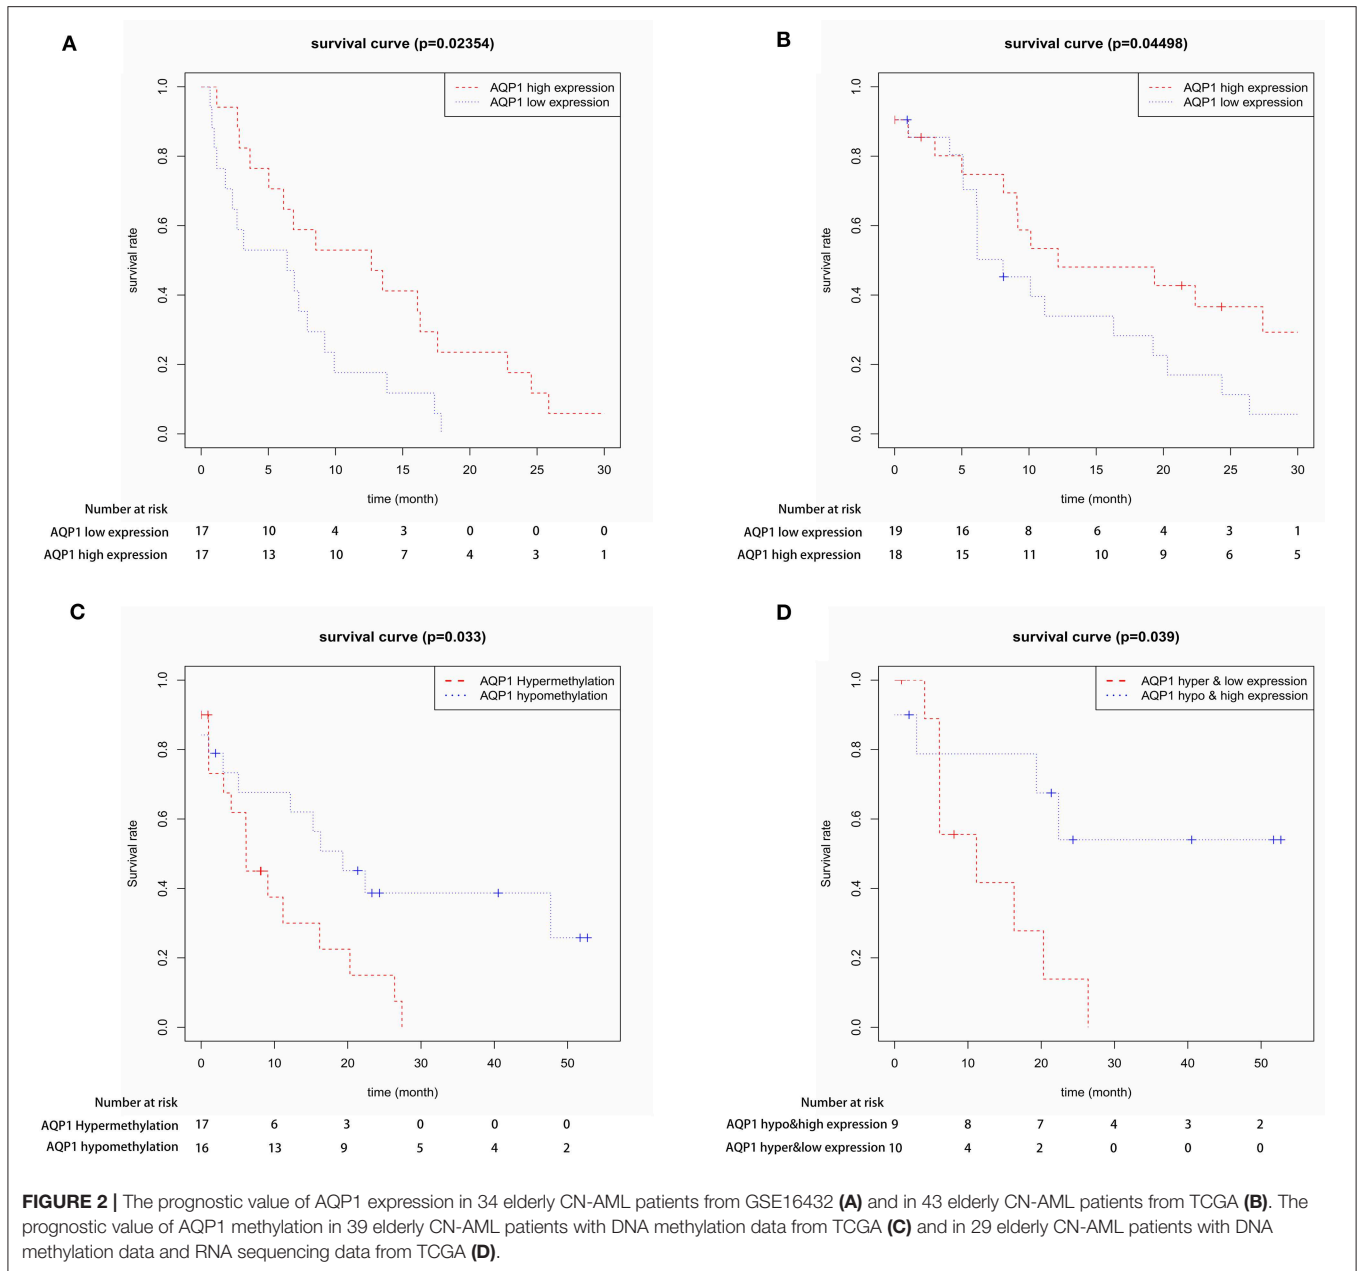 A
survival curve (p=0.02354)
AQP1 high expression
AQP1 low expression
survival rate
0.0 0.2 0.4 0.6 0.8 1.0
0 5 10 15 20 25 30
time (month)
Number at risk
AQP1 low expression 17 10 4 3 0 0 0
AQP1 high expression 17 13 10 7 4 3 1
B
survival curve (p=0.04498)
AQP1 high expression
AQP1 low expression
survival rate
0.0 0.2 0.4 0.6 0.8 1.0
0 5 10 15 20 25 30
time (month)
Number at risk
AQP1 low expression 19 16 8 6 4 3 1
AQP1 high expression 18 15 11 10 9 6 5
C
survival curve (p=0.033)
AQP1 Hypermethylation
AQP1 hypomethylation
Survival rate
0.0 0.2 0.4 0.6 0.8 1.0
0 10 20 30 40 50
time (month)
Number at risk
AQP1 Hypermethylation 17 6 3 0 0 0
AQP1 hypomethylation 16 13 9 5 4 2
D
survival curve (p=0.039)
AQP1 hyper & low expression
AQP1 hypo & high expression
Survival rate
0.0 0.2 0.4 0.6 0.8 1.0
0 10 20 30 40 50
time (month)
Number at risk
AQP1 hypo&high expression 9 8 7 4 3 2
AQP1 hyper&low expression 10 4 2 0 0 0
FIGURE 2 | The prognostic value of AQP1 expression in 34 elderly CN-AML patients from GSE16432 (A) and in 43 elderly CN-AML patients from TCGA (B). The
prognostic value of AQP1 methylation in 39 elderly CN-AML patients with DNA methylation data from TCGA (C) and in 29 elderly CN-AML patients with DNA
methylation data and RNA sequencing data from TCGA (D).